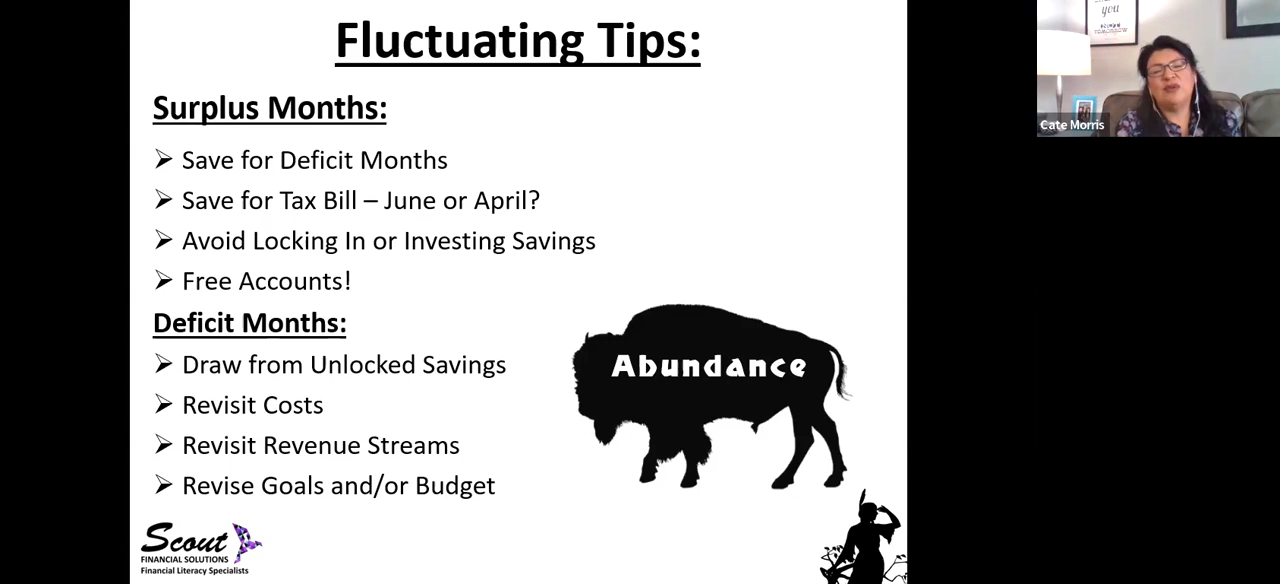 Fluctuating Tips:
Surplus Months:
Save for Deficit Months
Save for Tax Bill – June or April?
Avoid Locking In or Investing Savings
Free Accounts!
Deficit Months:
Draw from Unlocked Savings
Revisit Costs
Revisit Revenue Streams
Revise Goals and/or Budget
Abundance
Scout
FINANCIAL SOLUTIONS
Financial Literacy Specialists
you
TOMORROW
Cate Morris